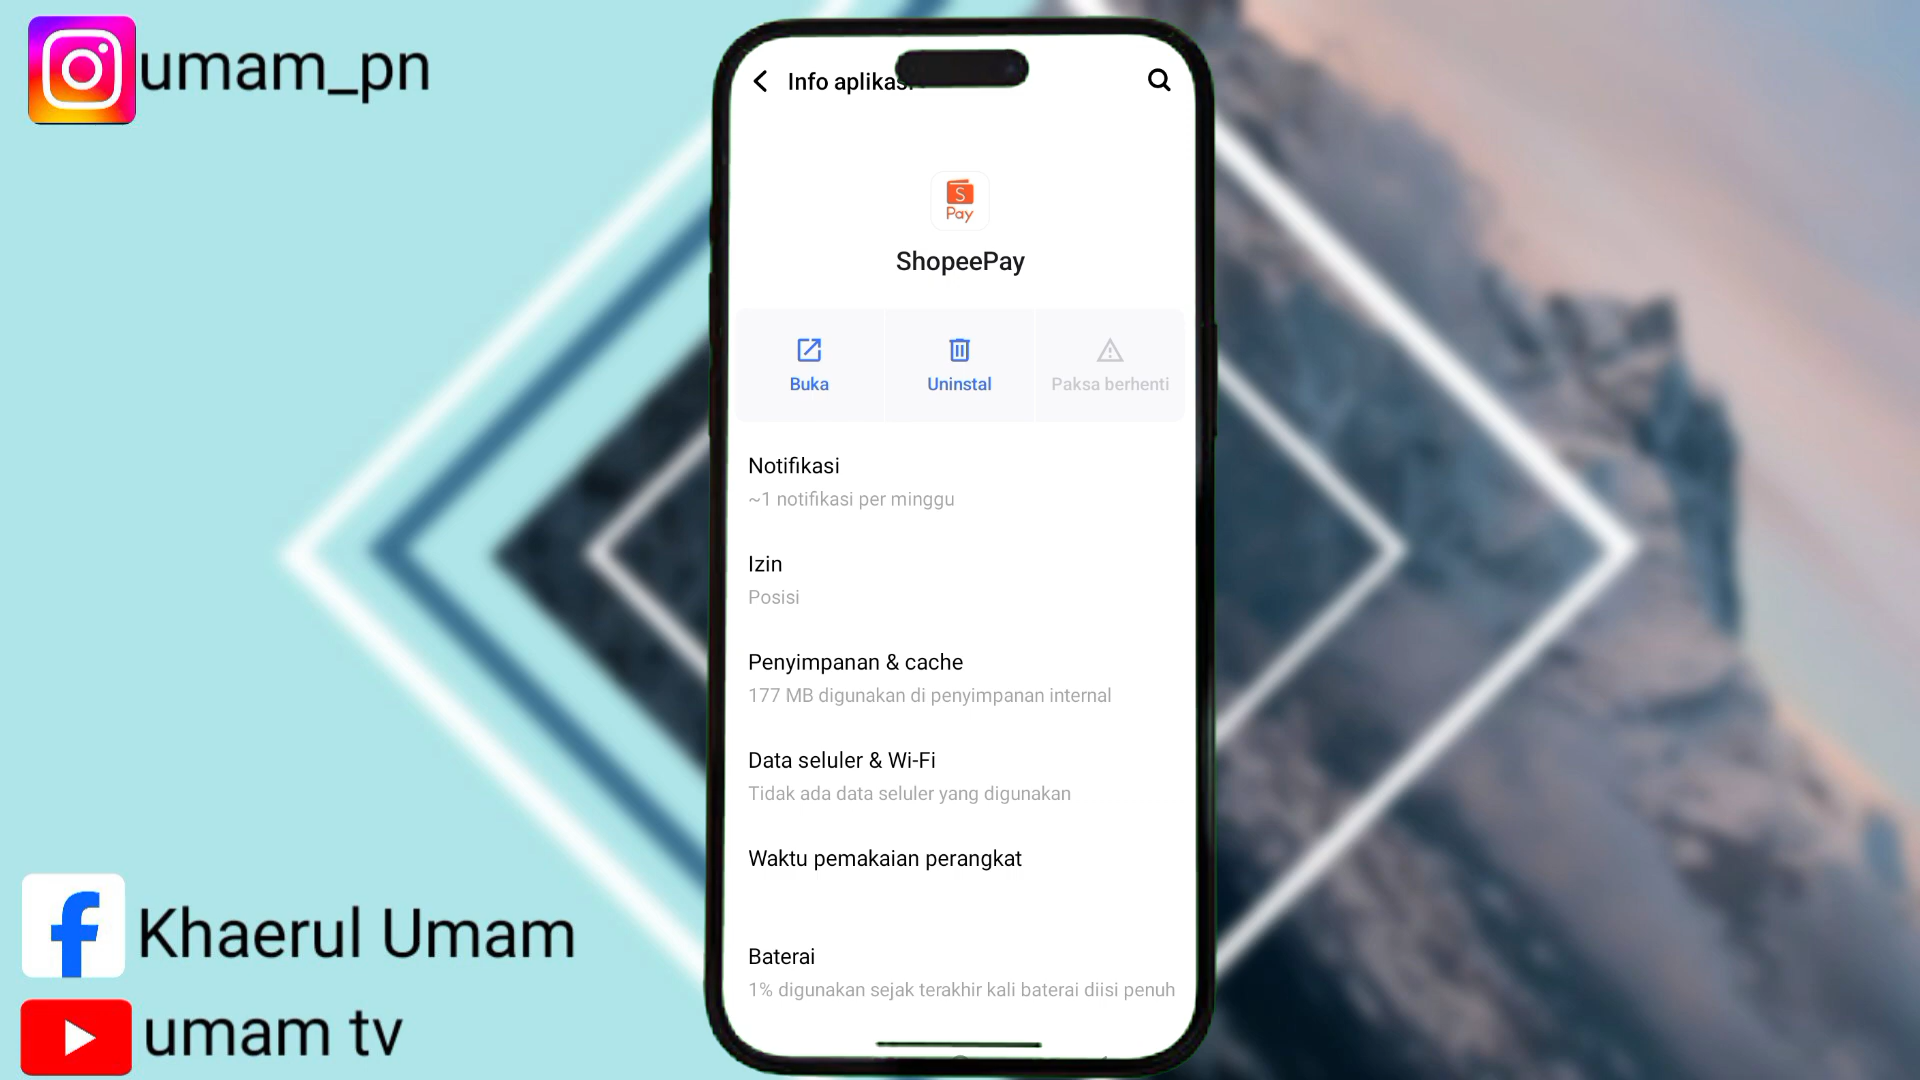 umam_pn
Info aplikasi
S
Pay
ShopeePay
Buka
Uninstal
Paksa berhenti
Notifikasi
~1 notifikasi per minggu
Izin
Posisi
Penyimpanan & cache
177 MB digunakan di penyimpanan internal
Data seluler & Wi-Fi
Tidak ada data seluler yang digunakan
Waktu pemakaian perangkat
Baterai
1% digunakan sejak terakhir kali baterai diisi penuh
Khaerul Umam
umam tv